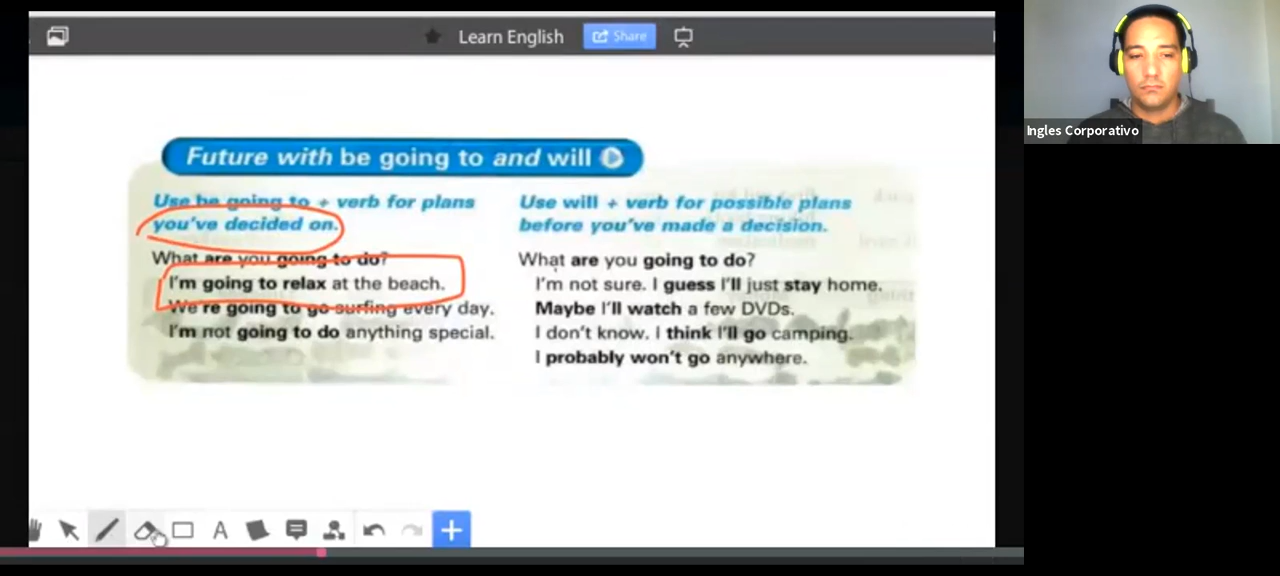 Learn English
Share
Ingles Corporativo
Future with be going to and will
Use be going to + verb for plans
you've decided on.
What are you going to do?
I'm going to relax at the beach.
We're going to go surfing every day.
I'm not going to do anything special.
Use will + verb for possible plans
before you've made a decision.
What are you going to do?
I'm not sure. I guess I'll just stay home.
Maybe I'll watch a few DVDs.
I don't know. I think I'll go camping.
I probably won't go anywhere.
A